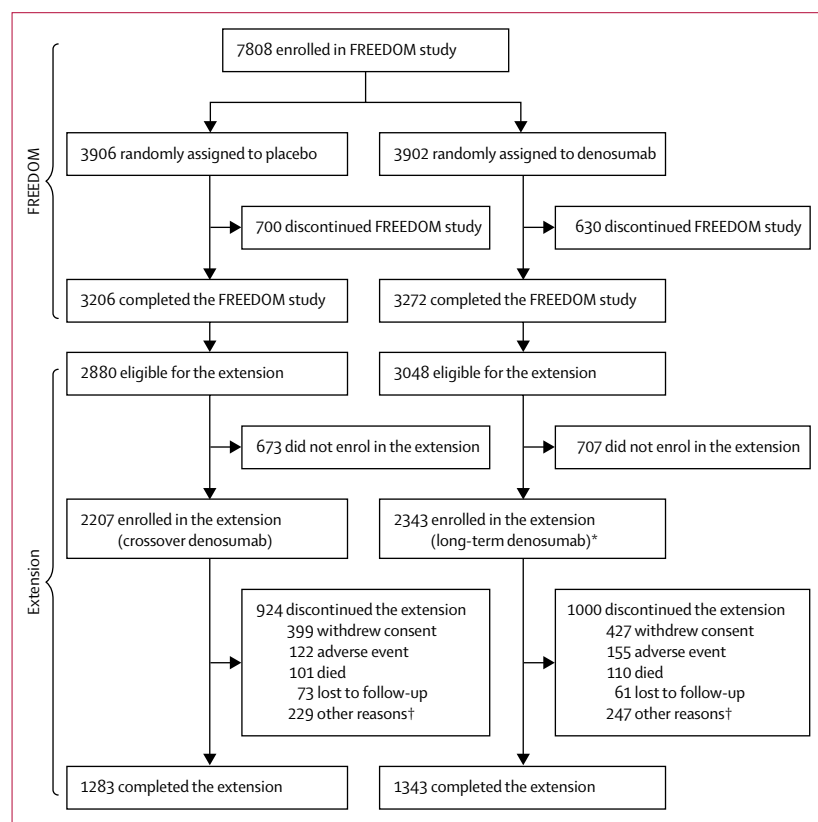 7808 enrolled in FREEDOM study
3906 randomly assigned to placebo
3902 randomly assigned to denosumab
700 discontinued FREEDOM study
630 discontinued FREEDOM study
3206 completed the FREEDOM study
3272 completed the FREEDOM study
FREEDOM
2880 eligible for the extension
3048 eligible for the extension
673 did not enrol in the extension
707 did not enrol in the extension
2207 enrolled in the extension
(crossover denosumab)
2343 enrolled in the extension
(long-term denosumab)*
924 discontinued the extension
399 withdrew consent
122 adverse event
101 died
73 lost to follow-up
229 other reasons†
1000 discontinued the extension
427 withdrew consent
155 adverse event
110 died
61 lost to follow-up
247 other reasons†
1283 completed the extension
1343 completed the extension
Extension